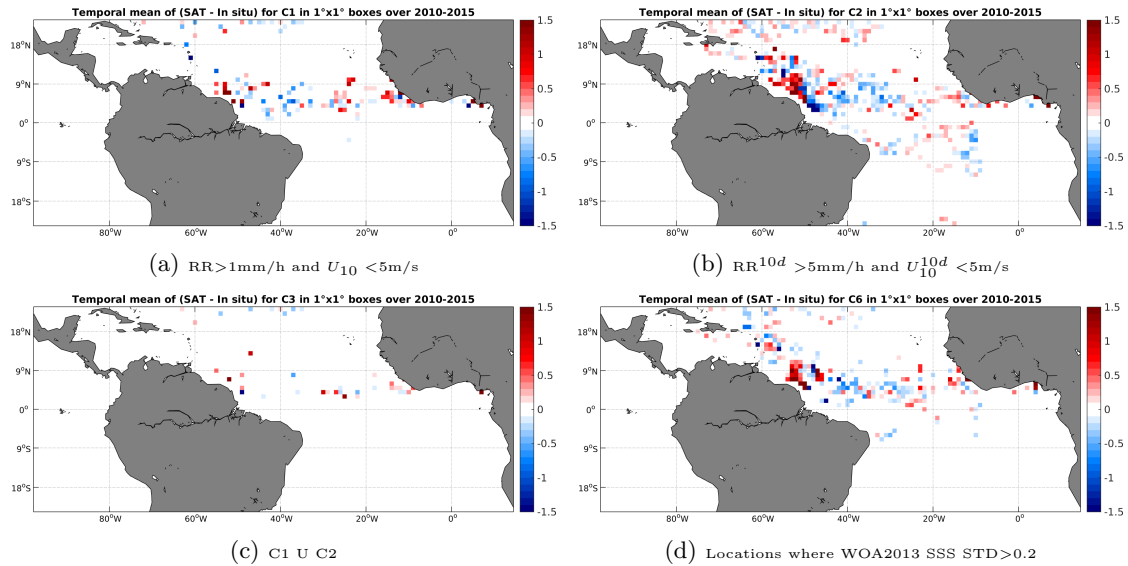 Temporal mean of (SAT - In situ) for C1 in 1°x1° boxes over 2010-2015
18°N
9°N
0°
9°S
18°S
80°W 60°W 40°W 20°W 0°
1.5
1
0.5
0.1
-0.5
-1
-1.5
(a) RR>1mm/h and U10 <5m/s
Temporal mean of (SAT - In situ) for C2 in 1°x1° boxes over 2010-2015
18°N
9°N
0°
9°S
18°S
80°W 60°W 40°W 20°W 0°
1.5
1
0.5
0.1
-0.5
-1
-1.5
(b) RR^10d >5mm/h and U10^10d <5m/s
Temporal mean of (SAT - In situ) for C3 in 1°x1° boxes over 2010-2015
18°N
9°N
0°
9°S
18°S
80°W 60°W 40°W 20°W 0°
1.5
1
0.5
0.1
-0.5
-1
-1.5
(c) C1 U C2
Temporal mean of (SAT - In situ) for C6 in 1°x1° boxes over 2010-2015
18°N
9°N
0°
9°S
18°S
80°W 60°W 40°W 20°W 0°
1.5
1
0.5
0.1
-0.5
-1
-1.5
(d) Locations where WOA2013 SSS STD>0.2